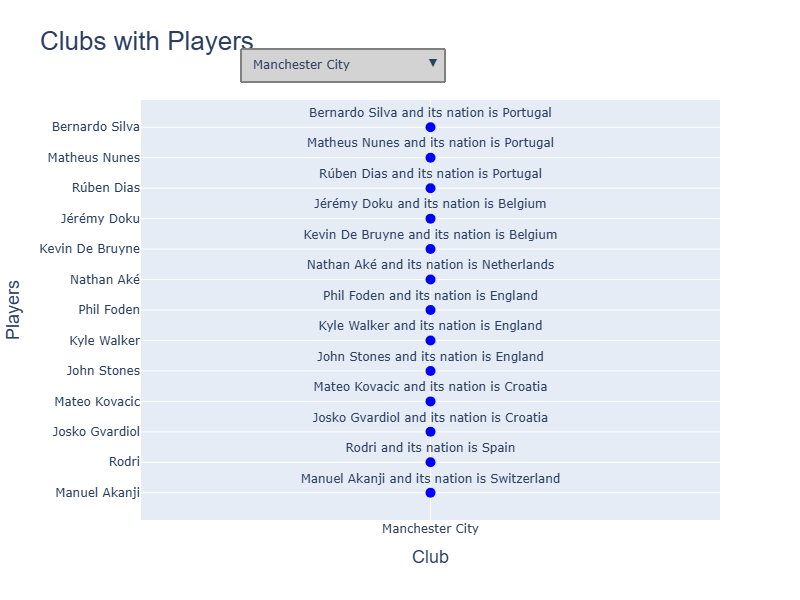 Clubs with Players
Manchester City ▼
Bernardo Silva and its nation is Portugal
Bernardo Silva
Matheus Nunes and its nation is Portugal
Matheus Nunes
Rúben Dias and its nation is Portugal
Rúben Dias
Jérémy Doku and its nation is Belgium
Jérémy Doku
Kevin De Bruyne and its nation is Belgium
Kevin De Bruyne
Nathan Aké and its nation is Netherlands
Nathan Aké
Phil Foden and its nation is England
Phil Foden
Kyle Walker and its nation is England
Kyle Walker
John Stones and its nation is England
John Stones
Mateo Kovacic and its nation is Croatia
Mateo Kovacic
Josko Gvardiol and its nation is Croatia
Josko Gvardiol
Rodri and its nation is Spain
Rodri
Manuel Akanji and its nation is Switzerland
Manuel Akanji
Manchester City
Club
Players